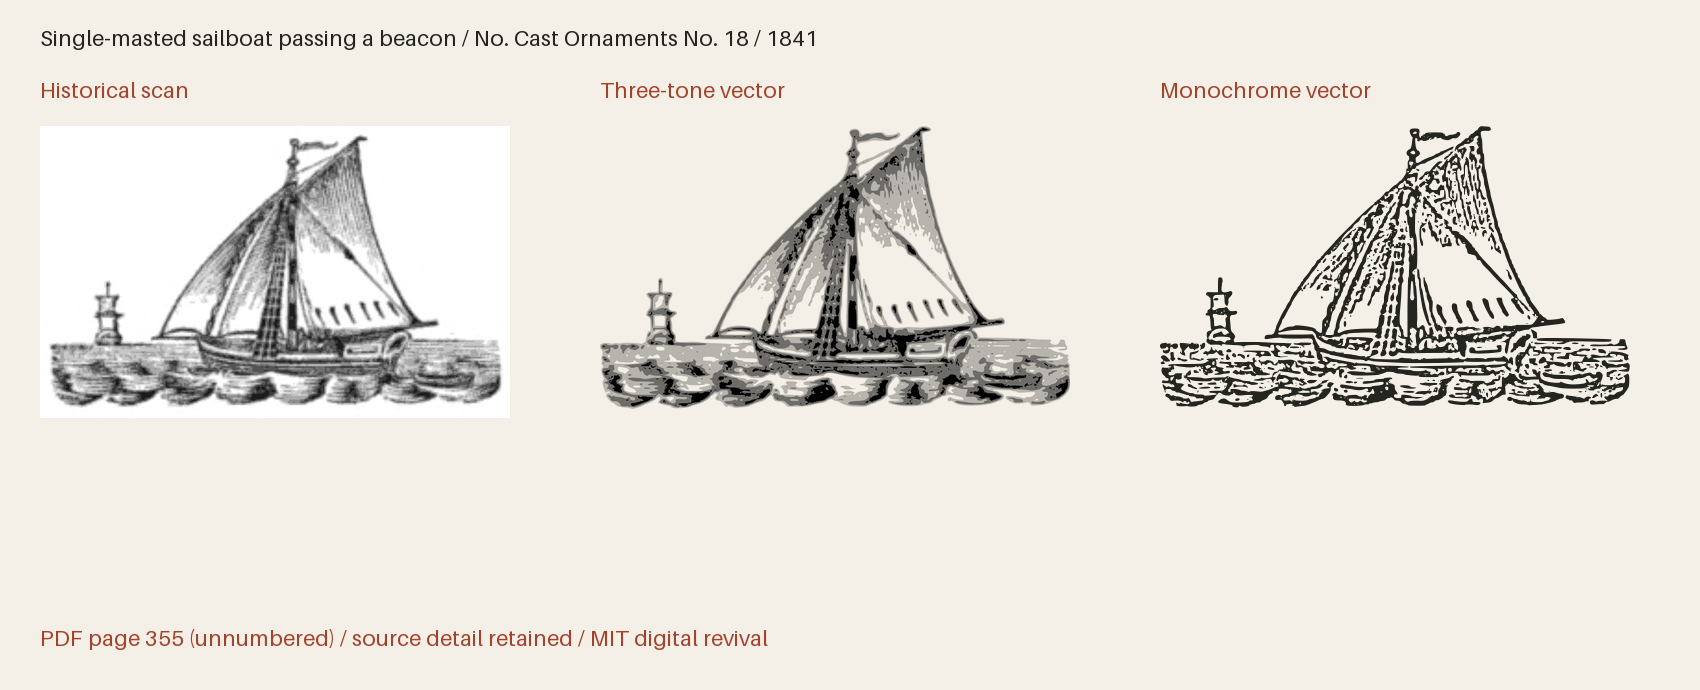 Single-masted sailboat passing a beacon / No. Cast Ornaments No. 18 / 1841
Historical scan
Three-tone vector
Monochrome vector
PDF page 355 (unnumbered) / source detail retained / MIT digital revival